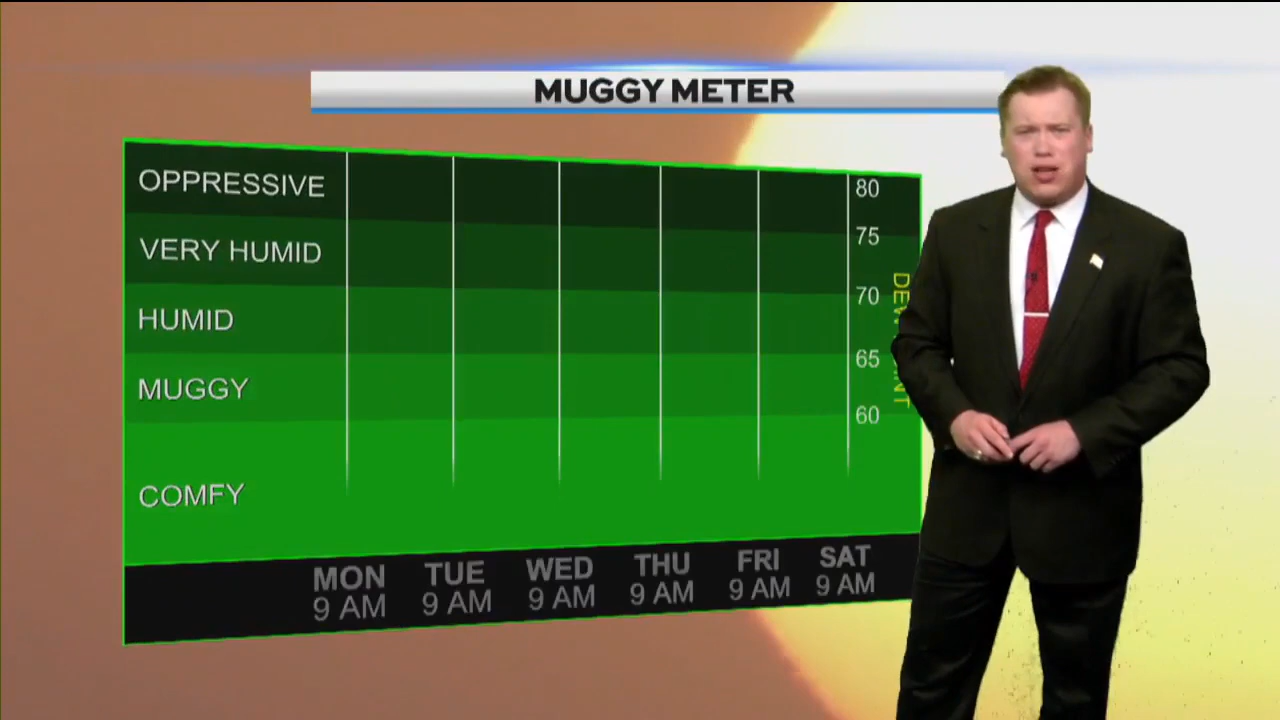 MUGGY METER
OPPRESSIVE
VERY HUMID
HUMID
MUGGY
COMFY
80
75
70
65
60
MON TUE WED THU FRI SAT
9 AM 9 AM 9 AM 9 AM 9 AM 9 AM